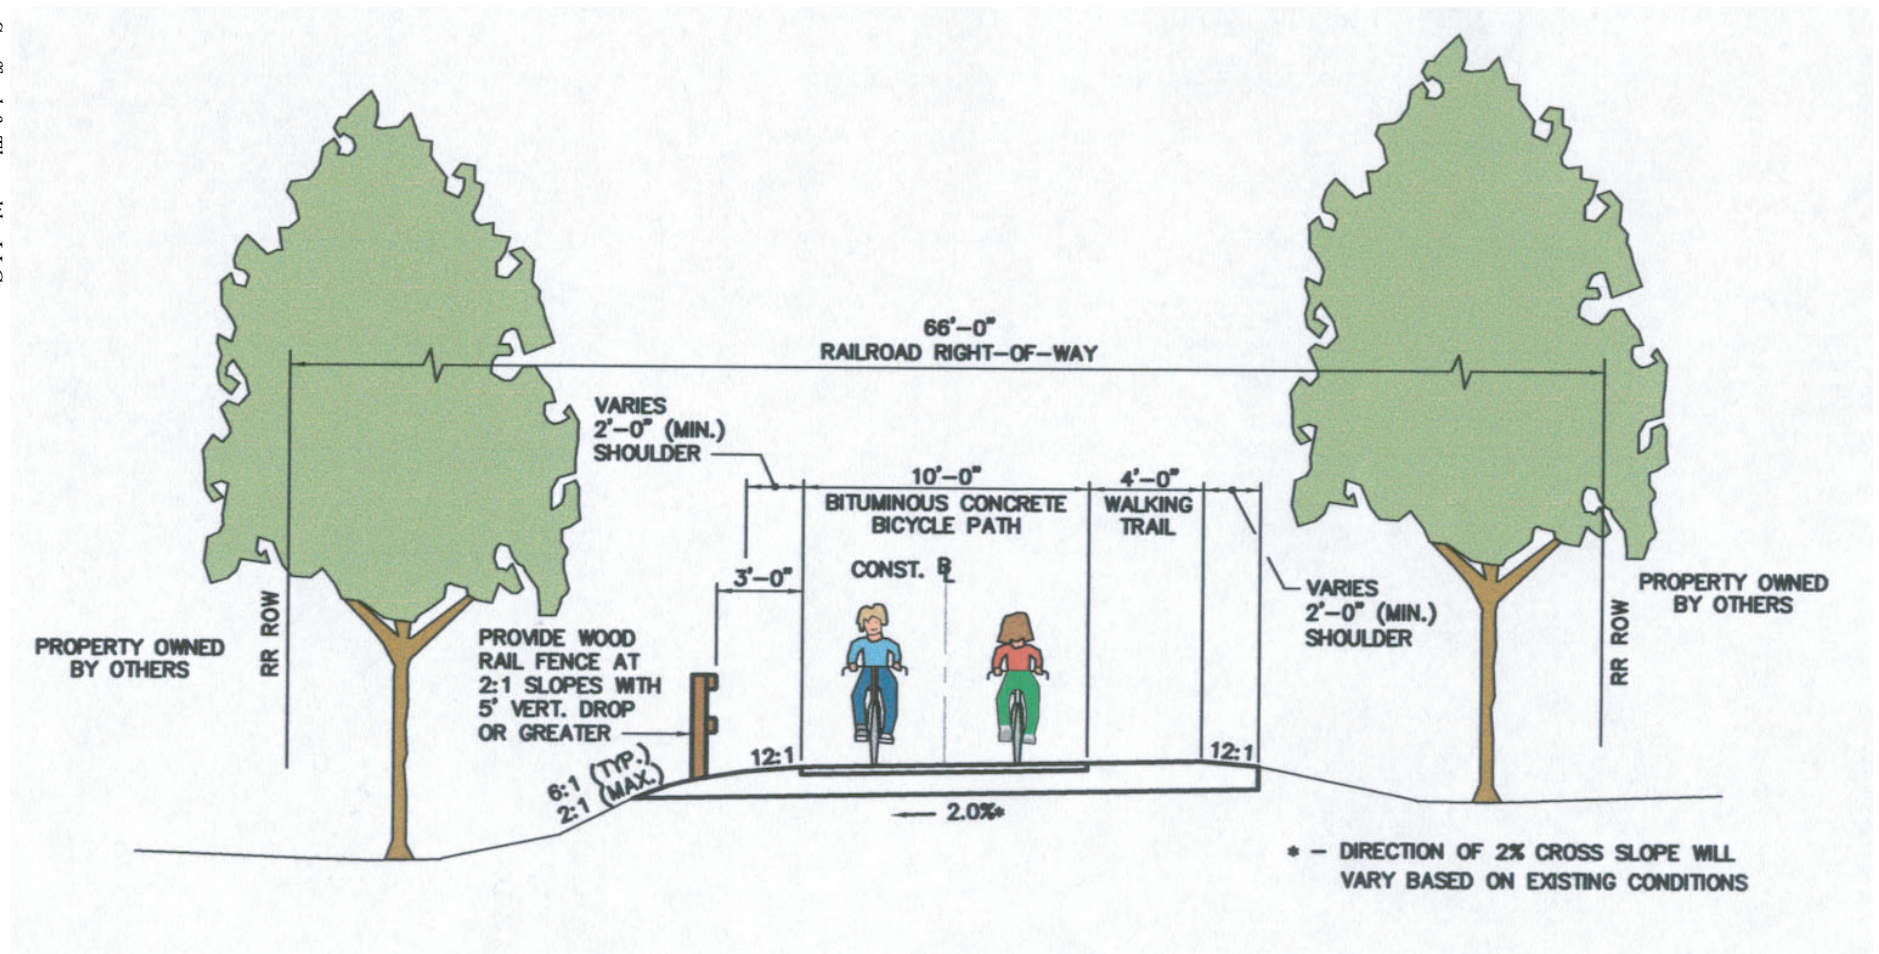 66'-0"
RAILROAD RIGHT-OF-WAY
VARIES
2'-0" (MIN.)
SHOULDER
10'-0"
BITUMINOUS CONCRETE
BICYCLE PATH
4'-0"
WALKING
TRAIL
CONST. BL
3'-0"
VARIES
2'-0" (MIN.)
SHOULDER
PROPERTY OWNED
BY OTHERS
RR ROW
PROVIDE WOOD
RAIL FENCE AT
2:1 SLOPES WITH
5' VERT. DROP
OR GREATER
RR ROW
PROPERTY OWNED
BY OTHERS
6:1 (TYP.)
2:1 (MAX.)
12:1
12:1
2.0%*
* - DIRECTION OF 2% CROSS SLOPE WILL
VARY BASED ON EXISTING CONDITIONS